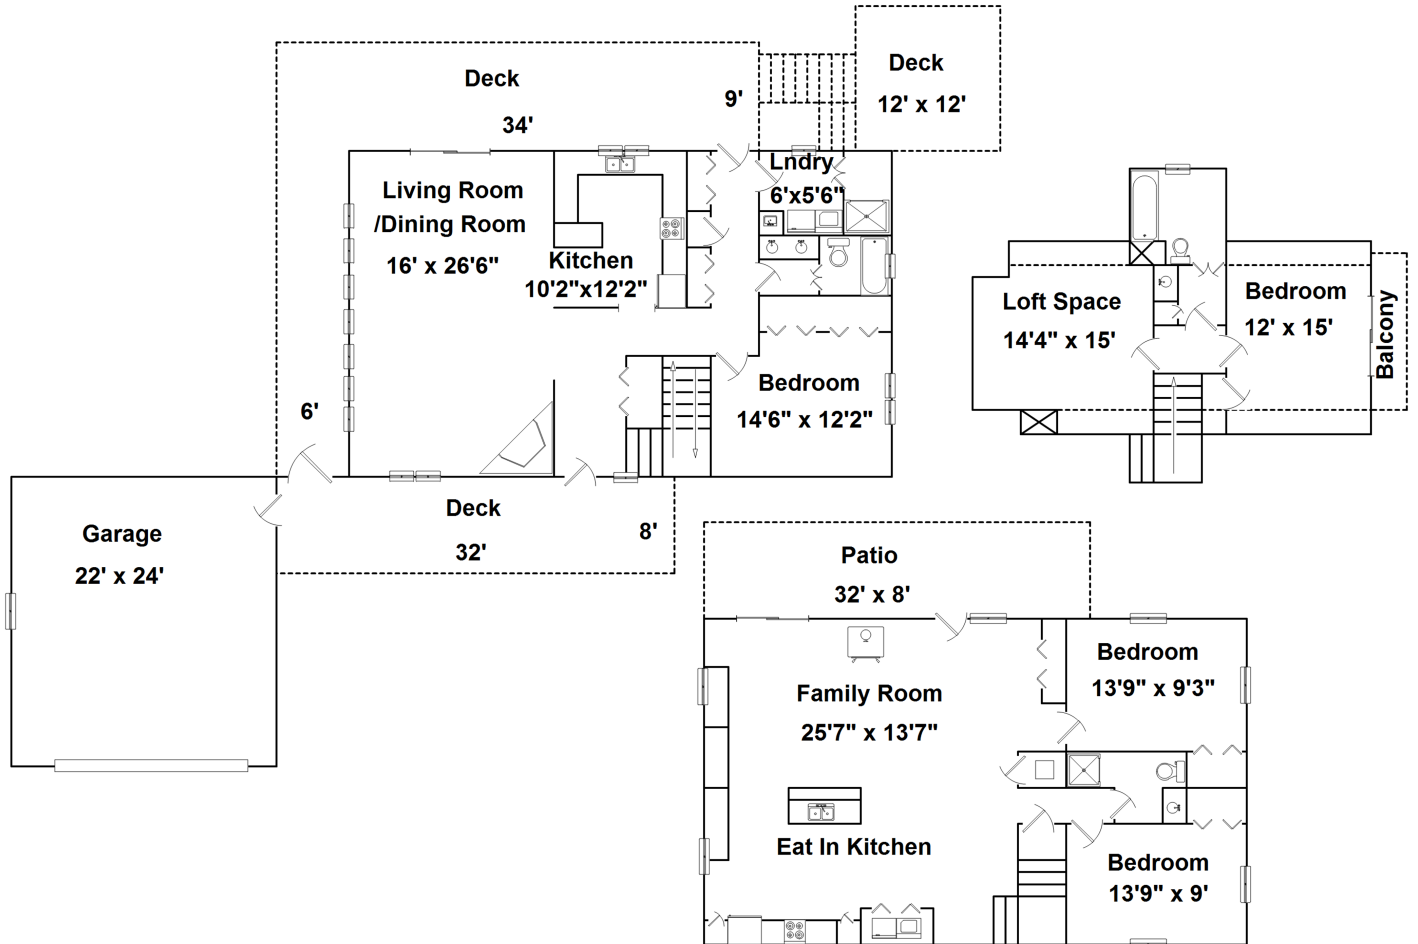 Deck
34'
9'
Deck
12' x 12'
Living Room
/Dining Room
16' x 26'6"
Kitchen
10'2"x12'2"
Lndry
6'x5'6"
Bedroom
14'6" x 12'2"
6'
Deck
32'
8'
Garage
22' x 24'
Loft Space
14'4" x 15'
Bedroom
12' x 15'
Balcony
Patio
32' x 8'
Family Room
25'7" x 13'7"
Bedroom
13'9" x 9'3"
Eat In Kitchen
Bedroom
13'9" x 9'